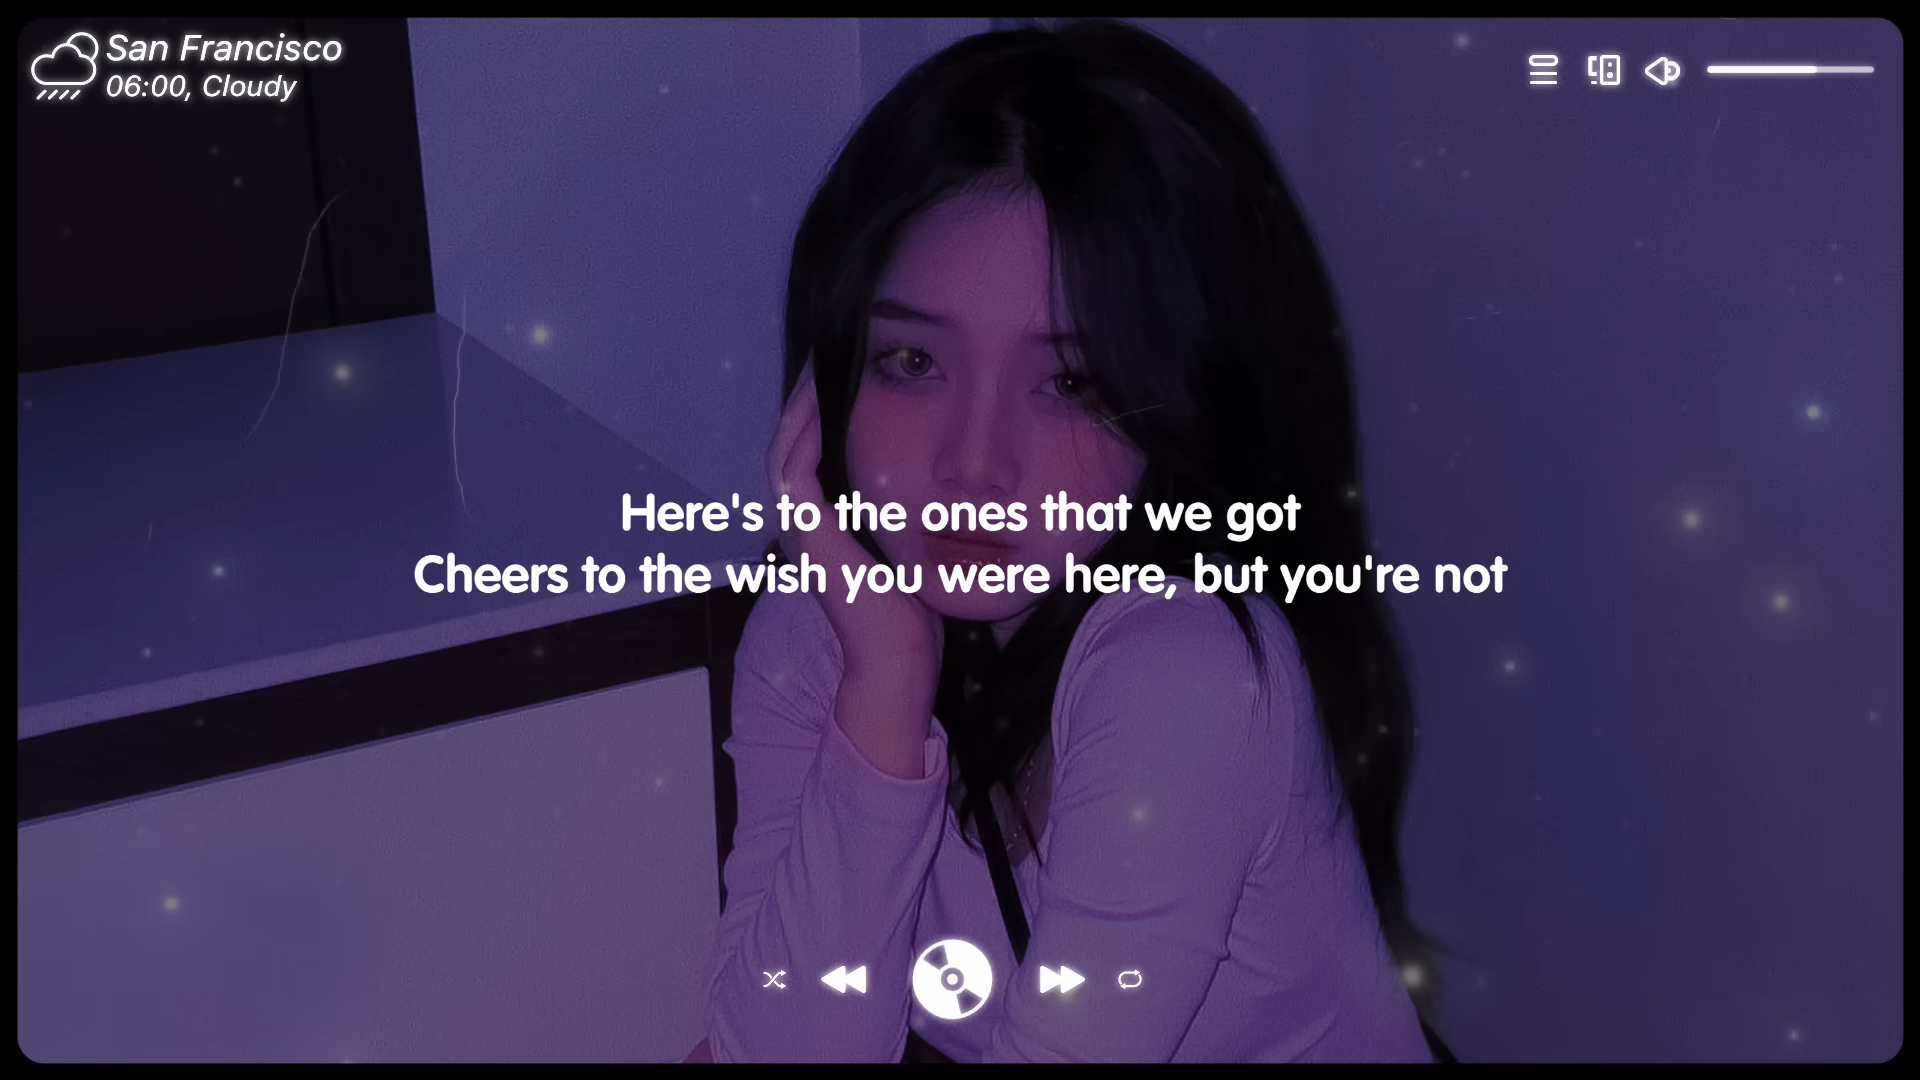 San Francisco
06:00, Cloudy
Here's to the ones that we got
Cheers to the wish you were here, but you're not